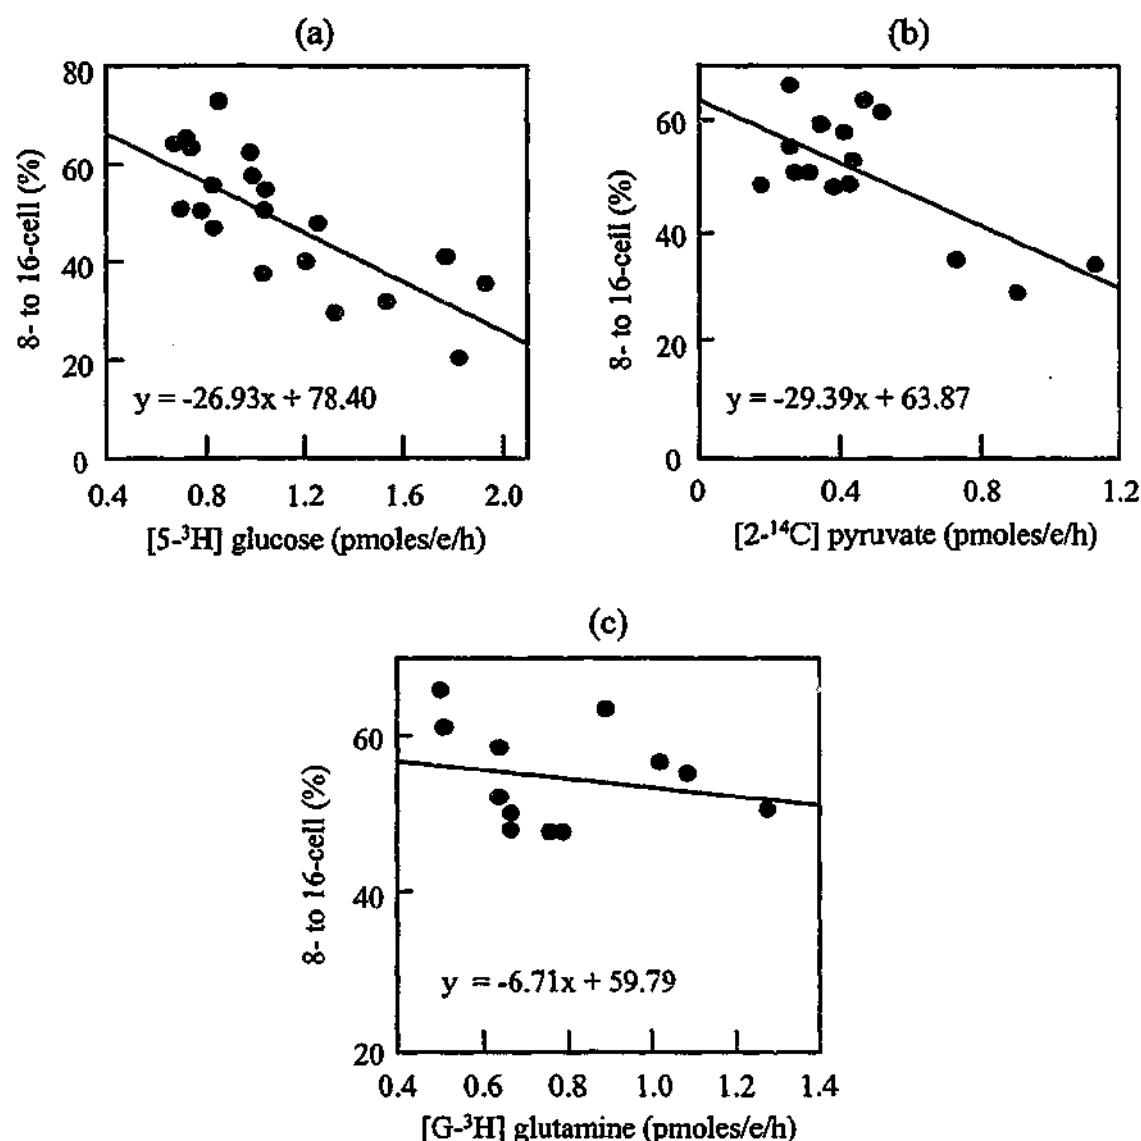 (a)
80
60
40
20
0
8- to 16-cell (%)
y = -26.93x + 78.40
0.4 0.8 1.2 1.6 2.0
[5-³H] glucose (pmoles/e/h)
(b)
60
40
20
0
8- to 16-cell (%)
y = -29.39x + 63.87
0 0.4 0.8 1.2
[2-¹⁴C] pyruvate (pmoles/e/h)
(c)
60
40
20
8- to 16-cell (%)
y = -6.71x + 59.79
0.4 0.6 0.8 1.0 1.2 1.4
[G-³H] glutamine (pmoles/e/h)